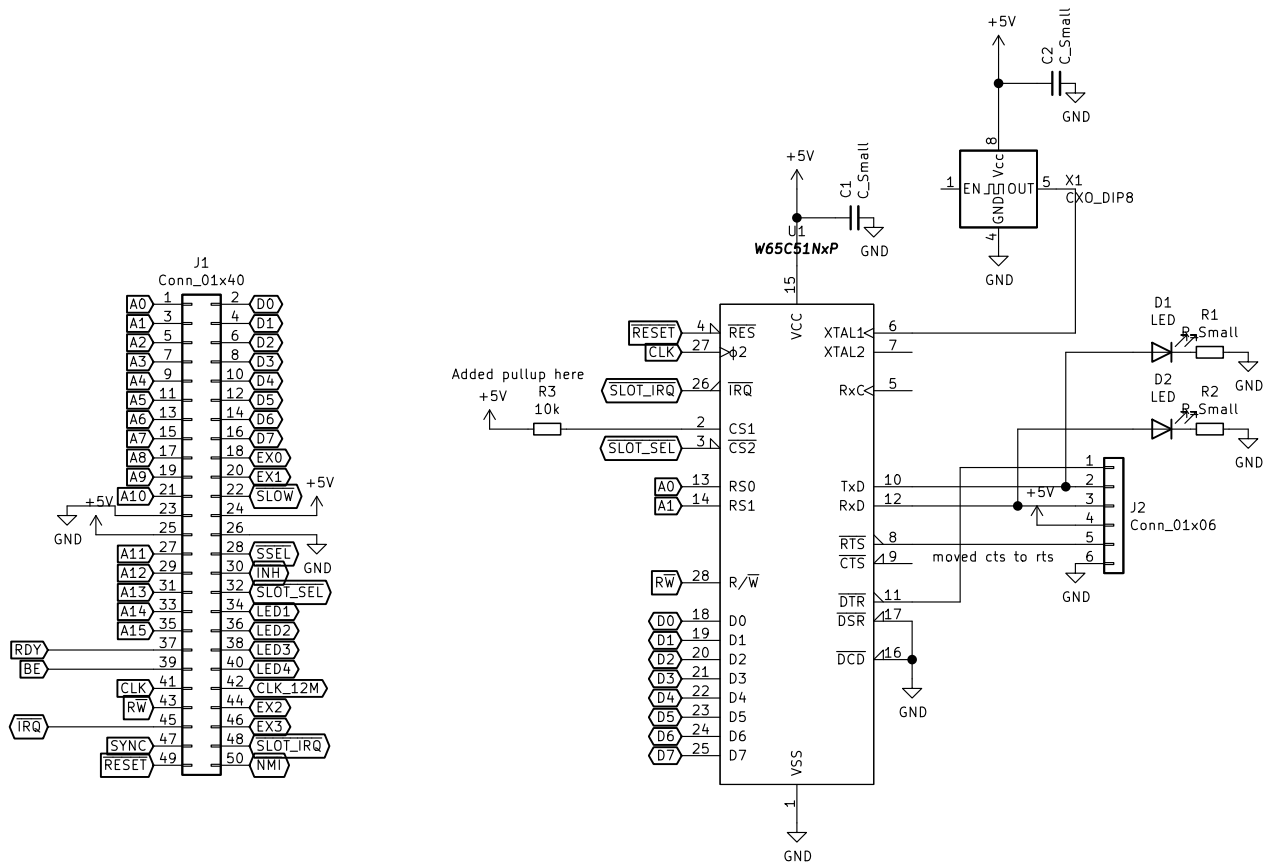 J1
Conn_01x40
A0 1 2 D0
A1 3 4 D1
A2 5 6 D2
A3 7 8 D3
A4 9 10 D4
A5 11 12 D5
A6 13 14 D6
A7 15 16 D7
A8 17 18 EX0
A9 19 20 EX1
A10 21 22 SLOW
+5V
GND 23 24 +5V
+5V 25 26 GND
A11 27 28 SSEL
A12 29 30 INH
A13 31 32 SLOT_SEL
A14 33 34 LED1
A15 35 36 LED2
RDY 37 38 LED3
BE 39 40 LED4
CLK 41 42 CLK_12M
RW 43 44 EX2
IRQ 45 46 EX3
SYNC 47 48 SLOT_IRQ
RESET 49 50 NMI
+5V
C1
C_Small
GND
U1
W65C51NxP
15
VCC
RESET 4 RES
CLK 27 ϕ2
SLOT_IRQ 26 IRQ
Added pullup here
+5V
R3
10k
2 CS1
SLOT_SEL 3 CS2
A0 13 RS0
A1 14 RS1
RW 28 R/W
D0 18 D0
D1 19 D1
D2 20 D2
D3 21 D3
D4 22 D4
D5 23 D5
D6 24 D6
D7 25 D7
VSS
1
GND
XTAL1 6
XTAL2 7
RxC 5
TxD 10
RxD 12
RTS 8
CTS 9
moved cts to rts
DTR 11
DSR 17
DCD 16
GND
+5V
C2
C_Small
GND
8
Vcc
1 EN OUT 5
GND
4
GND
X1
CXO_DIP8
D1
LED
R1
R_Small
GND
D2
LED
R2
R_Small
GND
1
2
3
4
5
6
+5V
GND
J2
Conn_01x06